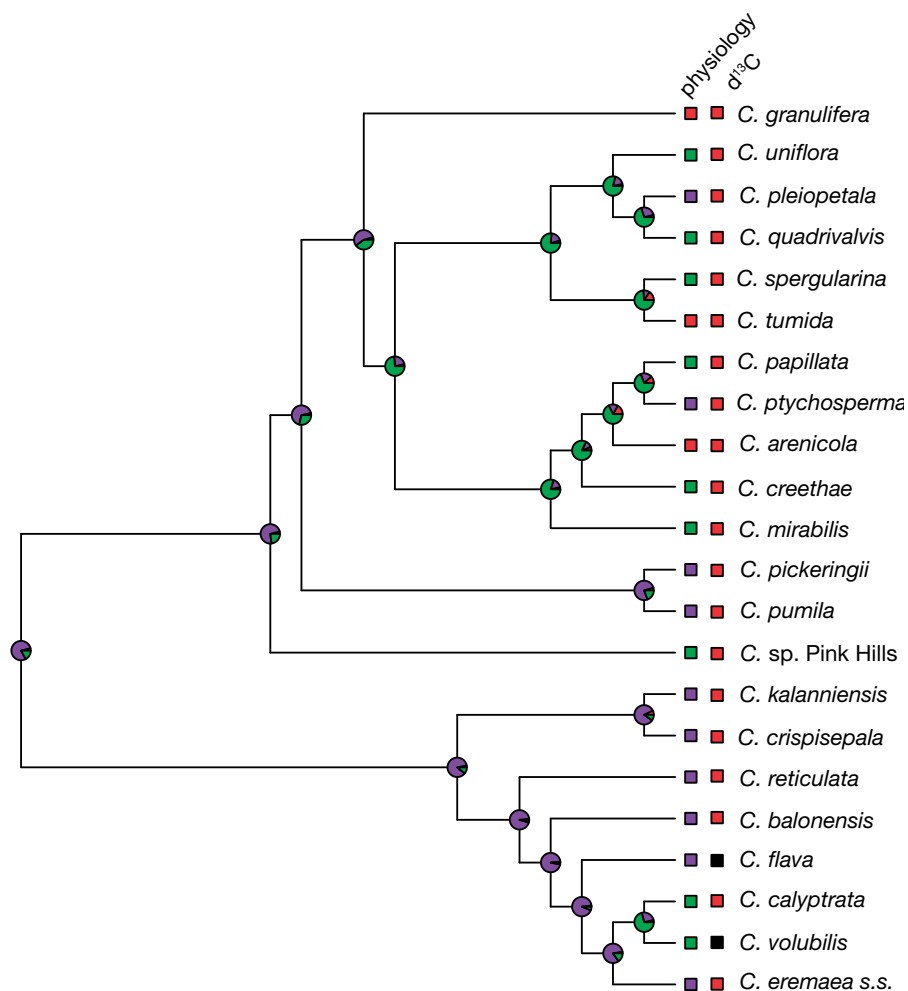 physiology
d¹³C
C. granulifera
C. uniflora
C. pleiopetala
C. quadrivalvis
C. spergularina
C. tumida
C. papillata
C. ptychosperma
C. arenicola
C. creethae
C. mirabilis
C. pickeringii
C. pumila
C. sp. Pink Hills
C. kalanniensis
C. crispisepala
C. reticulata
C. balonensis
C. flava
C. calyptrata
C. volubilis
C. eremaea s.s.